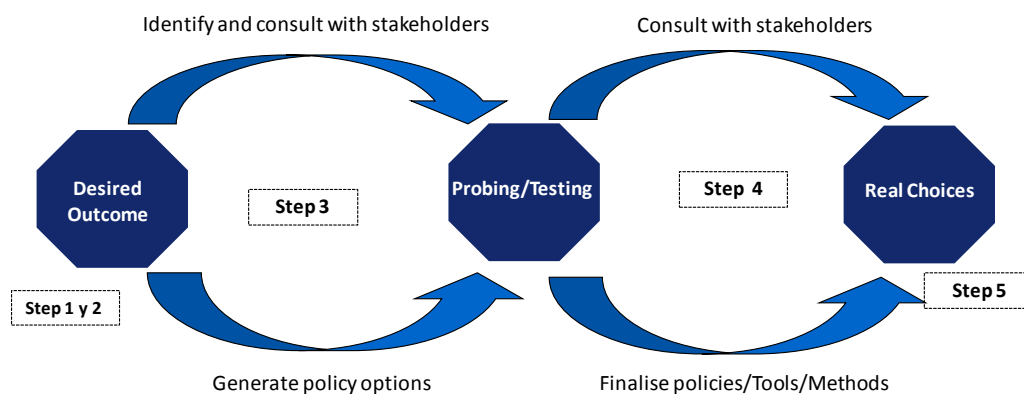 Identify and consult with stakeholders
Consult with stakeholders
Desired
Outcome
Step 3
Probing/Testing
Step 4
Real Choices
Step 1 y 2
Step 5
Generate policy options
Finalise policies/Tools/Methods